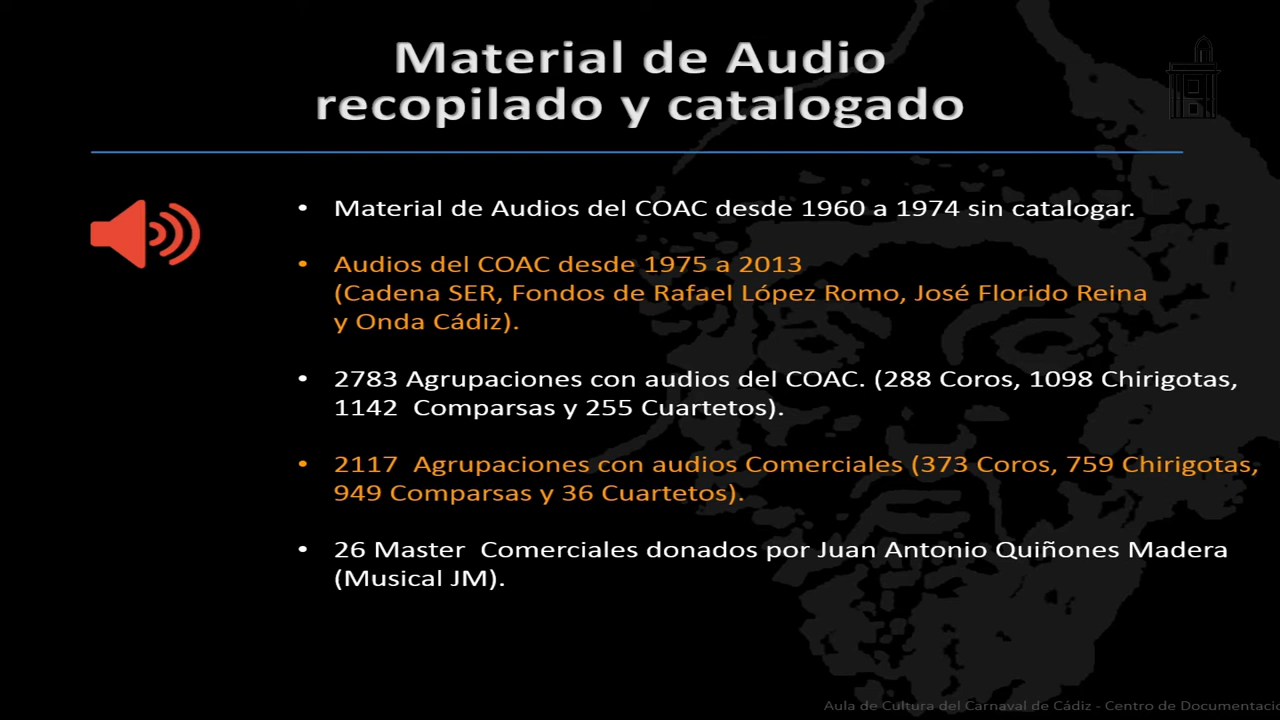 Material de Audio
recopilado y catalogado
• Material de Audios del COAC desde 1960 a 1974 sin catalogar.
• Audios del COAC desde 1975 a 2013
(Cadena SER, Fondos de Rafael López Romo, José Florido Reina
y Onda Cádiz).
• 2783 Agrupaciones con audios del COAC. (288 Coros, 1098 Chirigotas,
1142 Comparsas y 255 Cuartetos).
• 2117 Agrupaciones con audios Comerciales (373 Coros, 759 Chirigotas,
949 Comparsas y 36 Cuartetos).
• 26 Master Comerciales donados por Juan Antonio Quiñones Madera
(Musical JM).
Aula de Cultura del Carnaval de Cádiz - Centro de Documentació